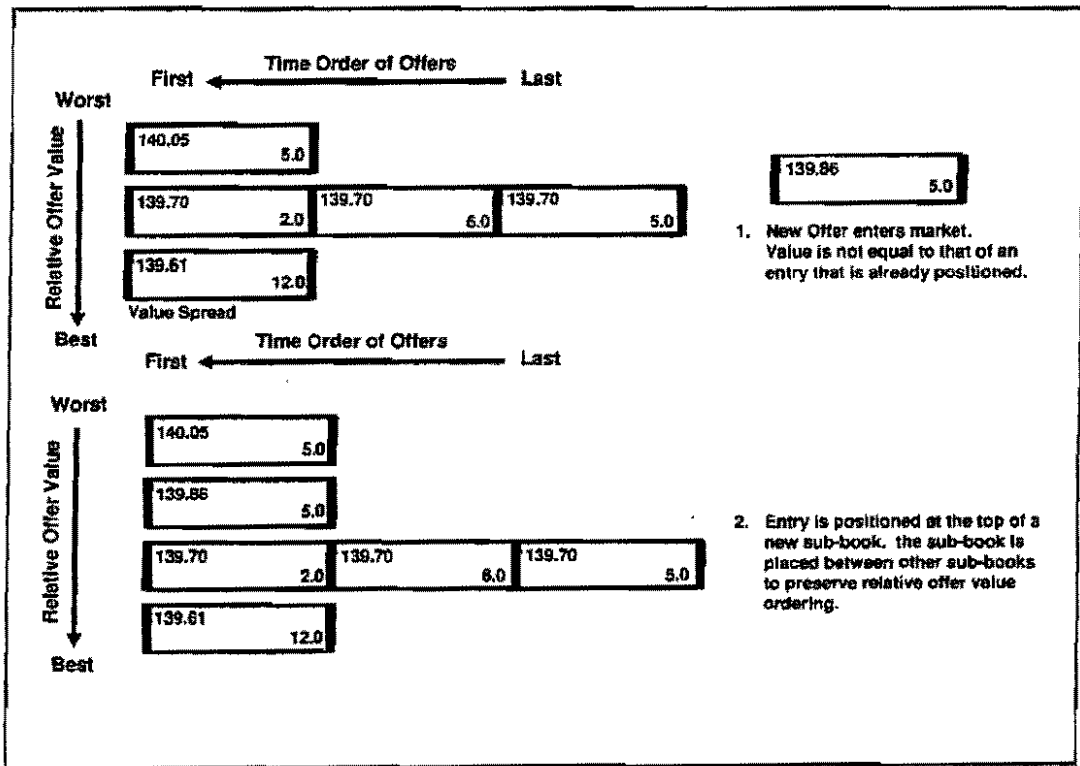 Time Order of Offers
First Last
Worst
Relative Offer Value
140.05
5.0
139.70 139.70 139.70
2.0 6.0 5.0
139.61
12.0
Value Spread
Best
139.86
5.0
1. New Offer enters market.
Value is not equal to that of an
entry that is already positioned.
Time Order of Offers
First Last
Worst
Relative Offer Value
140.05
5.0
139.86
5.0
139.70 139.70 139.70
2.0 6.0 5.0
139.61
12.0
Best
2. Entry is positioned at the top of a
new sub-book. the sub-book is
placed between other sub-books
to preserve relative offer value
ordering.